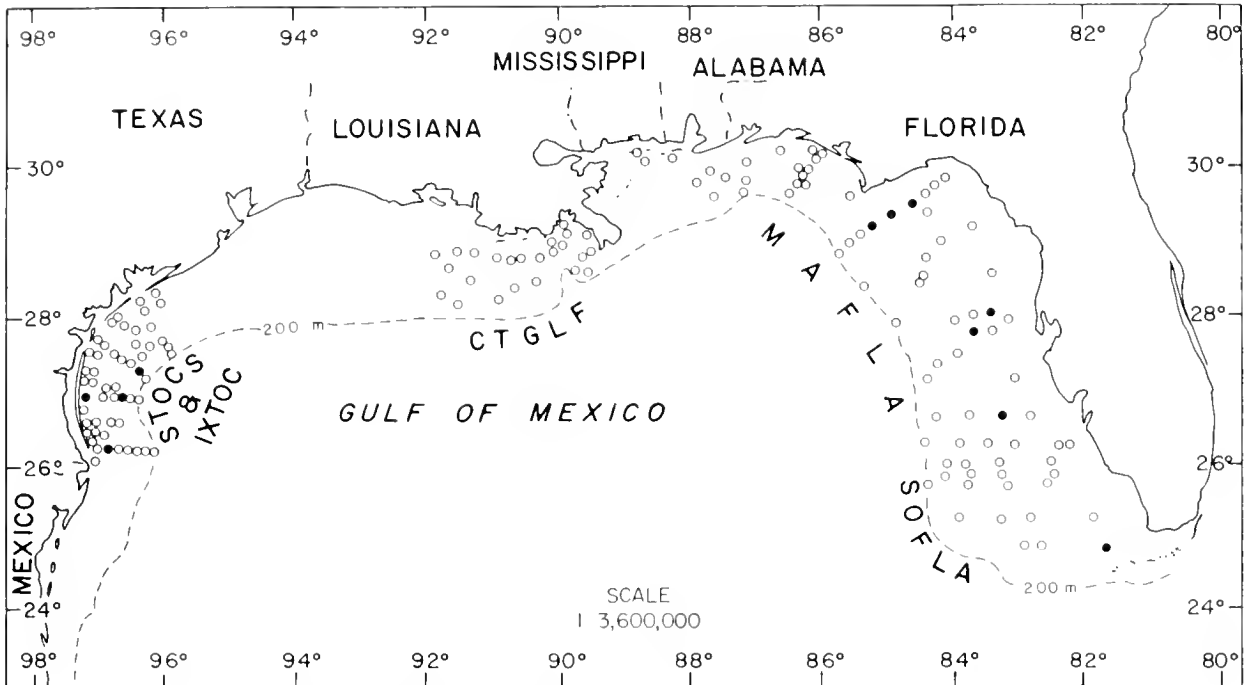 98° 96° 94° 92° 90° 88° 86° 84° 82° 80°
MISSISSIPPI
ALABAMA
TEXAS
LOUISIANA
FLORIDA
30° 30°
MAFLA
28° 28°
200 m
CTGLF
STOCS
&
IXTOC
GULF OF MEXICO
26° 26°
SOFLA
MEXICO
200 m
SCALE
1 3,600,000
24° 24°
98° 96° 94° 92° 90° 88° 86° 84° 82° 80°